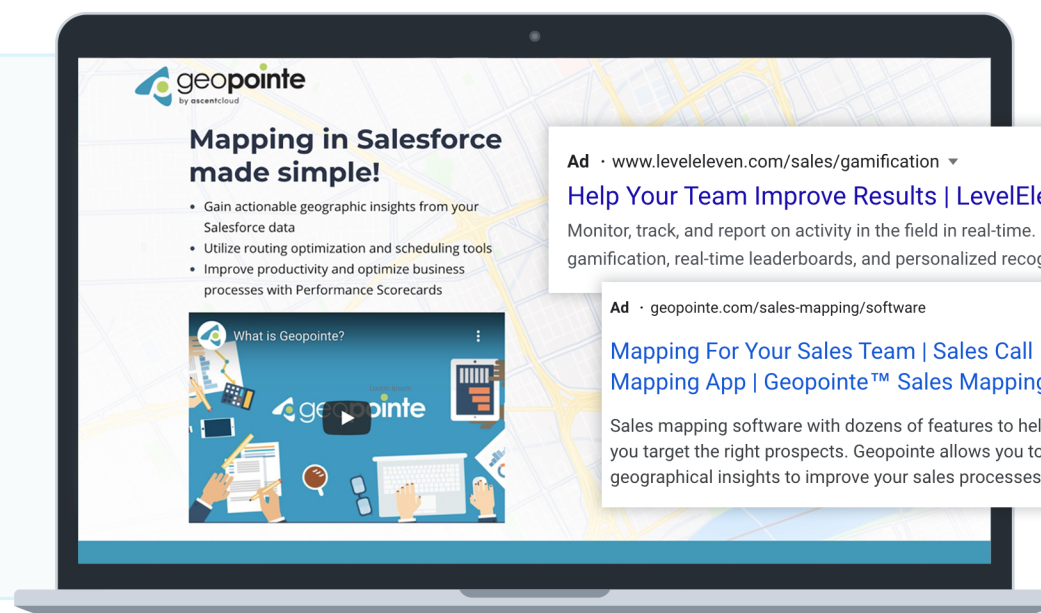 geopointe
by ascentcloud
Mapping in Salesforce
made simple!
• Gain actionable geographic insights from your
Salesforce data
• Utilize routing optimization and scheduling tools
• Improve productivity and optimize business
processes with Performance Scorecards
What is Geopointe?
Lorem ipsum
geopointe
Ad · www.leveleleven.com/sales/gamification
Help Your Team Improve Results | LevelEle
Monitor, track, and report on activity in the field in real-time.
gamification, real-time leaderboards, and personalized recog
Ad · geopointe.com/sales-mapping/software
Mapping For Your Sales Team | Sales Call
Mapping App | Geopointe™ Sales Mapping
Sales mapping software with dozens of features to hel
you target the right prospects. Geopointe allows you to
geographical insights to improve your sales processes